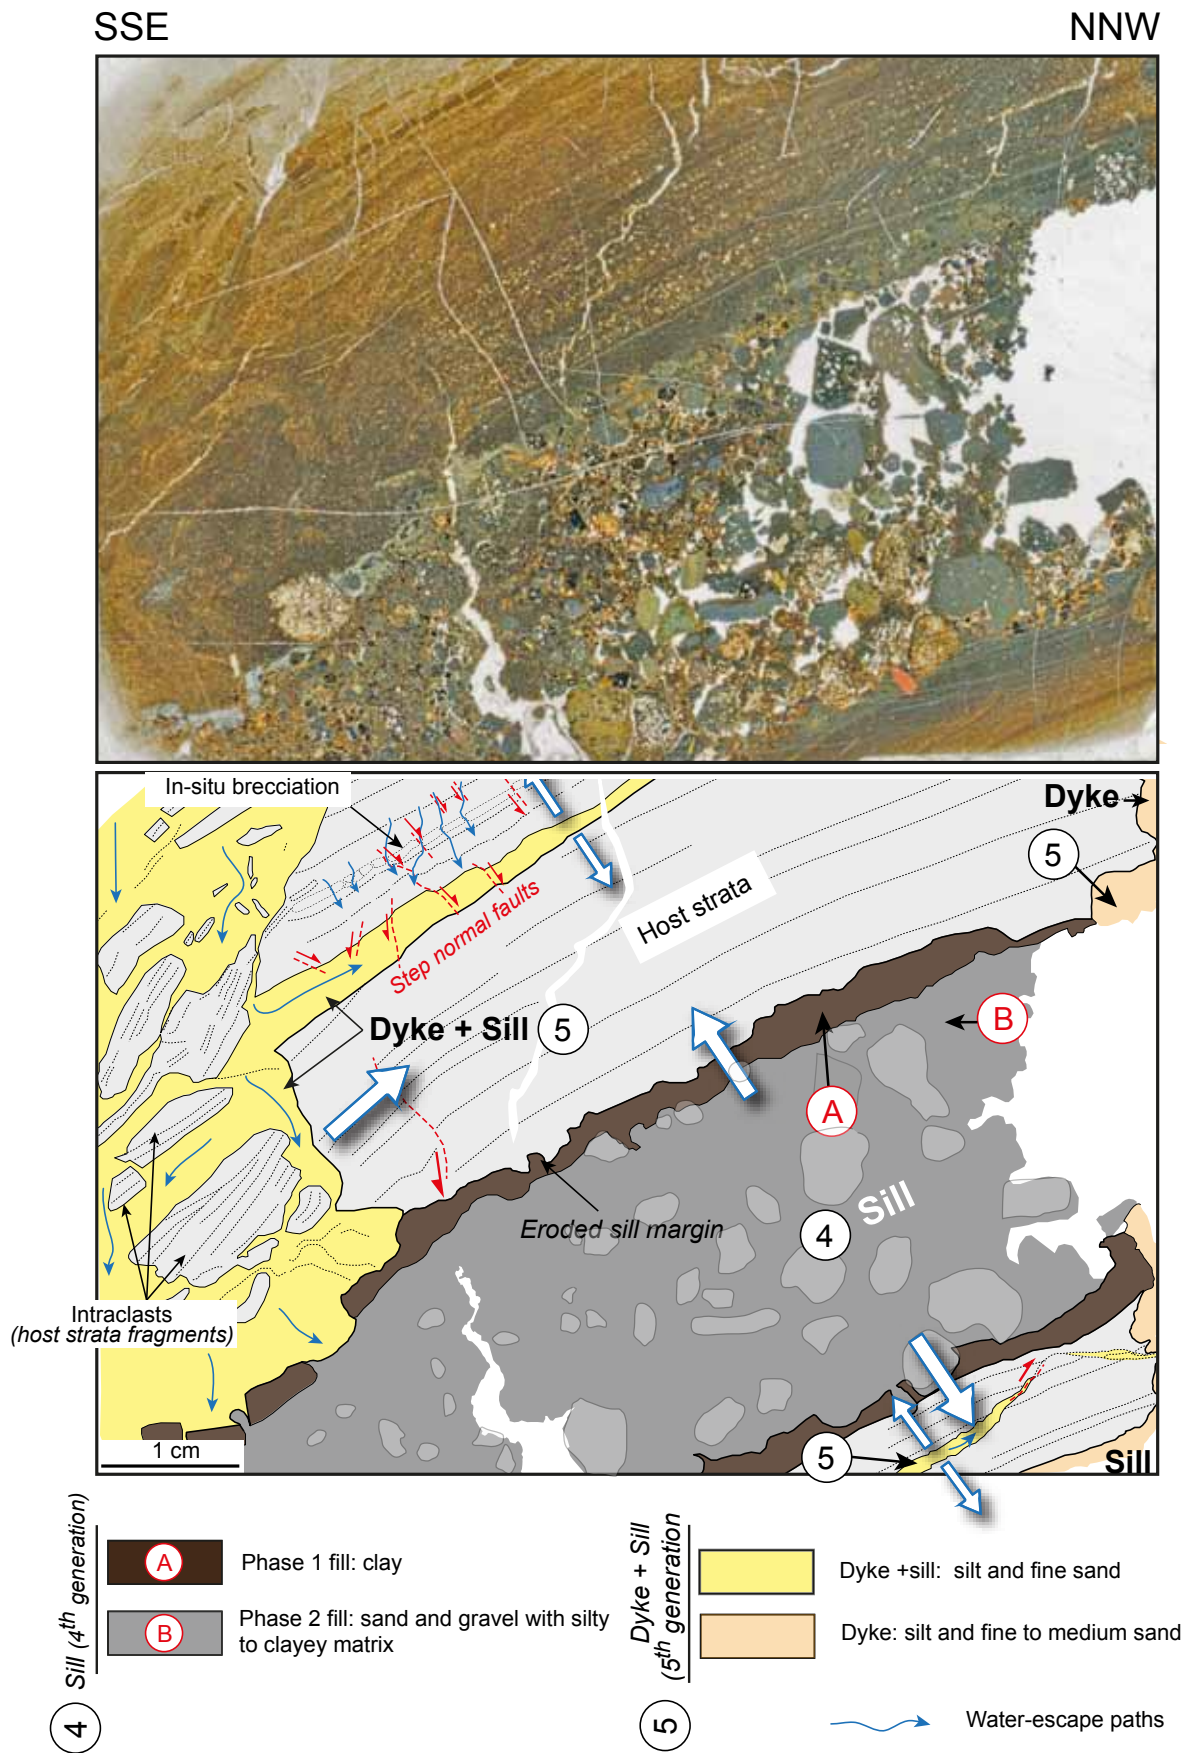 SSE
NNW
In-situ brecciation
Dyke
5
Host strata
Step normal faults
Dyke + Sill 5
B
A
Eroded sill margin
Sill
4
Intraclasts
(host strata fragments)
1 cm
5
Sill
Sill (4th generation)
4
A
Phase 1 fill: clay
B
Phase 2 fill: sand and gravel with silty
to clayey matrix
Dyke + Sill
(5th generation
5
Dyke +sill: silt and fine sand
Dyke: silt and fine to medium sand
Water-escape paths